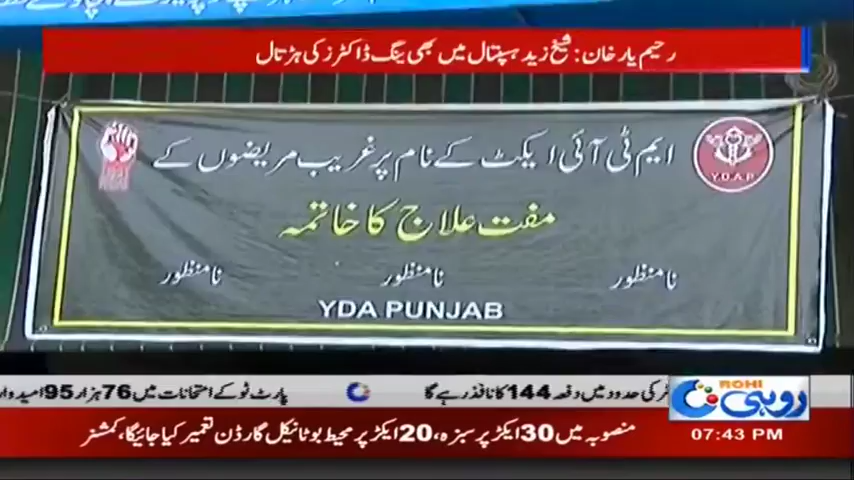 رحیم یار خان: شیخ زید ہسپتال میں بھی ینگ ڈاکٹرز کی ہڑتال
ایم ٹی آئی ایکٹ کے نام پر غریب مریضوں کے
Y.D.A.P.
مفت علاج کا خاتمہ
نامنظور نامنظور نامنظور
YDA PUNJAB
ٹر کی حدود میں دفعہ 144 کا نافذ رہے گا
پارٹ ٹو کے امتحانات میں 76 ہزار 95 امیدوار
ROHI
روہی
07:43 PM
منصوبہ میں 30 ایکڑ پر سبزہ، 20 ایکڑ پر محیط بوٹانیکل گارڈن تعمیر کیا جائیگا، کمشنر